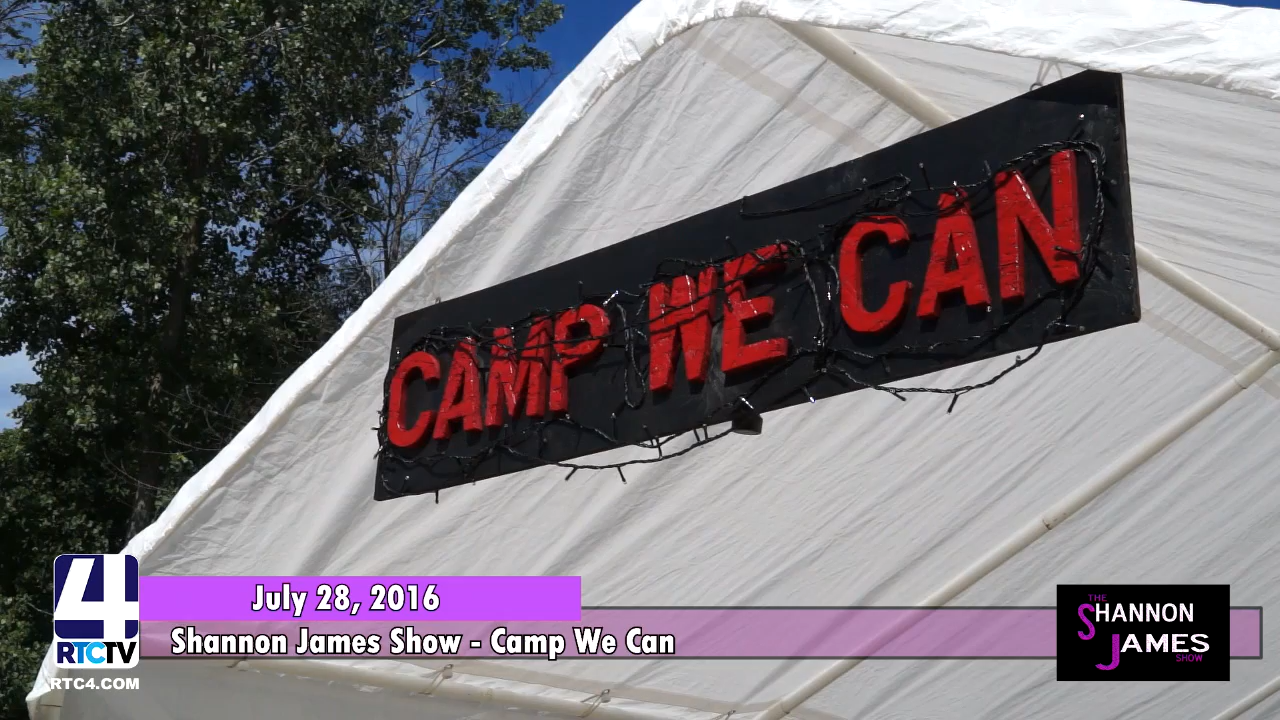 CAMP WE CAN
July 28, 2016
Shannon James Show - Camp We Can
4
RTCTV
RTC4.COM
THE
SHANNON
JAMES
SHOW